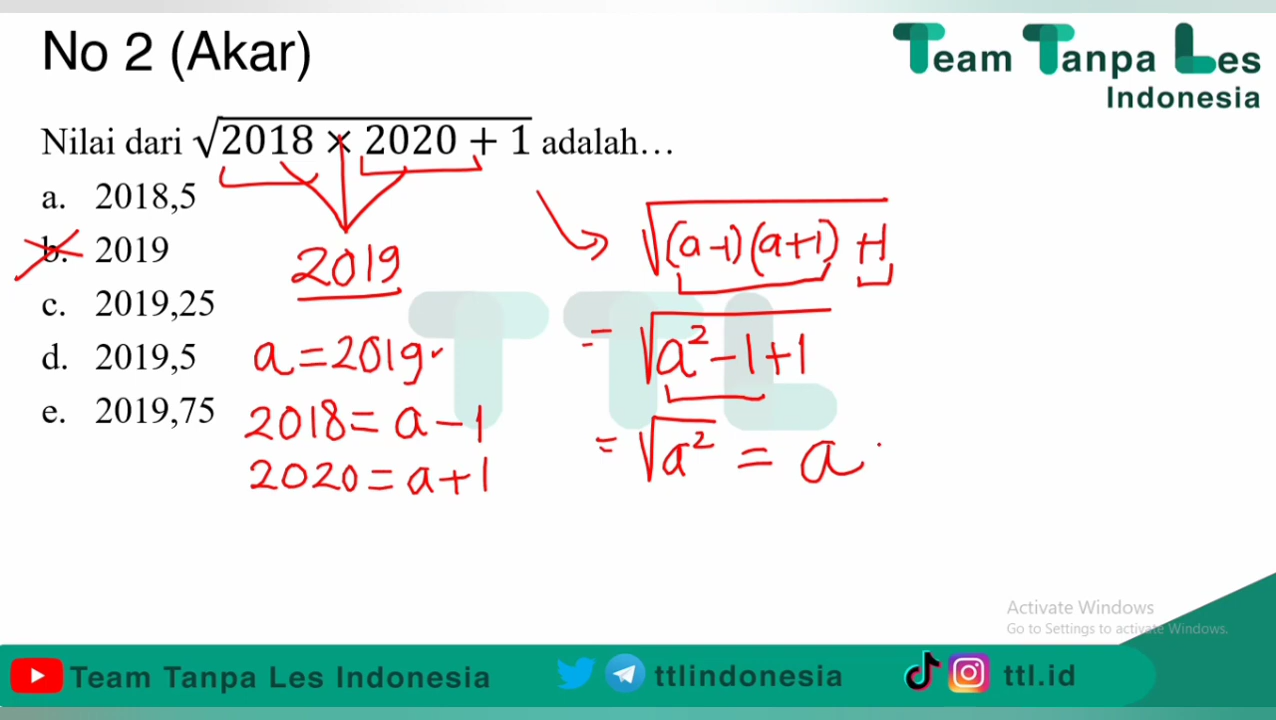 No 2 (Akar)
Team Tanpa Les
Indonesia
Nilai dari √2018 × 2020 + 1 adalah...
a. 2018,5
b. 2019
c. 2019,25
d. 2019,5
e. 2019,75
2019
a = 2019
2018 = a - 1
2020 = a + 1
√(a-1)(a+1) +1
= √a² - 1 + 1
= √a² = a
TTL
Activate Windows
Go to Settings to activate Windows.
Team Tanpa Les Indonesia
ttlindonesia
ttl.id